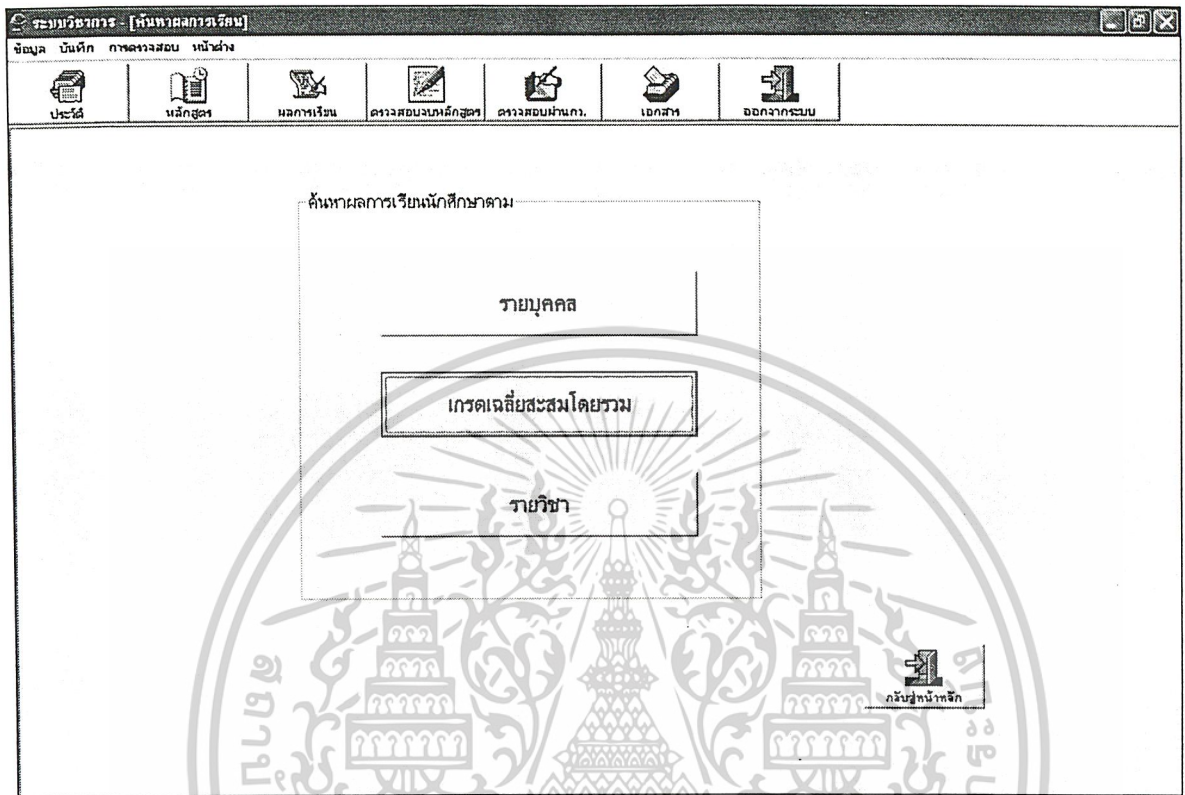 ระบบวิชาการ - [ค้นหาผลการเรียน]
ข้อมูล บันทึก การตรวจสอบ หน้าต่าง
ประวัติ หลักสูตร ผลการเรียน ตรวจสอบจบหลักสูตร ตรวจสอบผ่านกว. เอกสาร ออกจากระบบ
ค้นหาผลการเรียนนักศึกษาตาม
รายบุคคล
เกรดเฉลี่ยสะสมโดยรวม
รายวิชา
กลับสู่หน้าหลัก